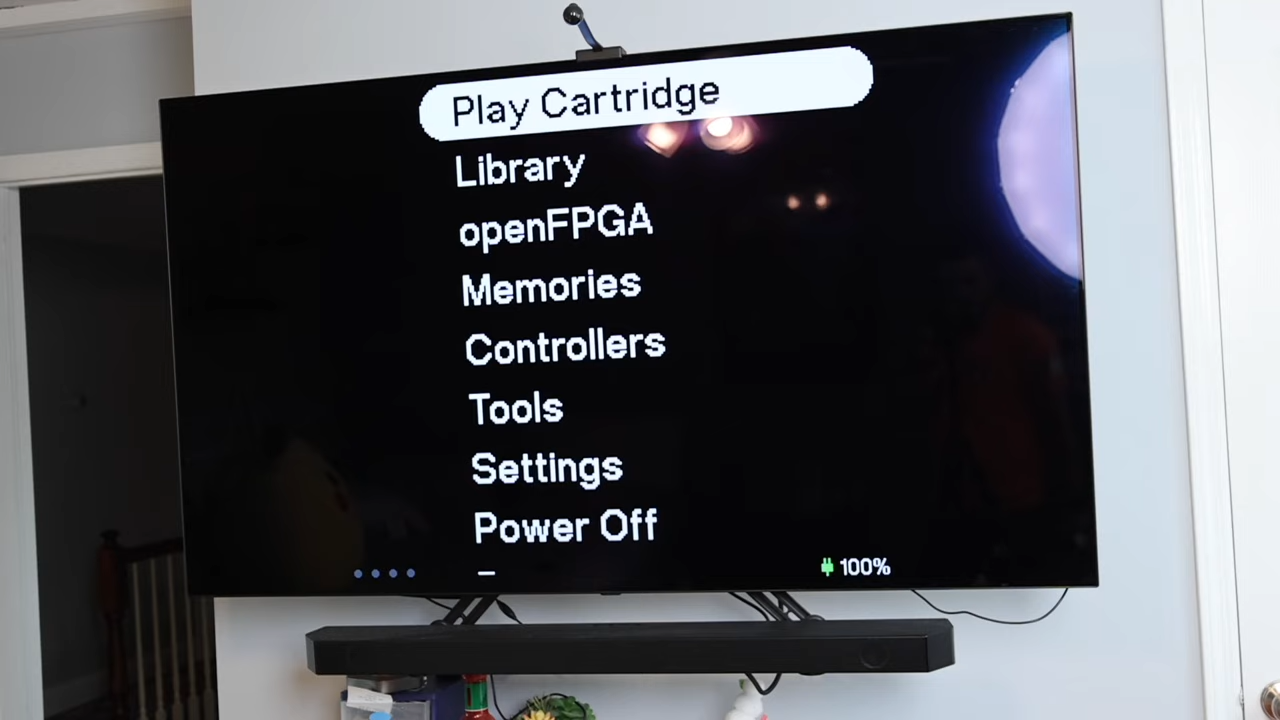 Play Cartridge
Library
openFPGA
Memories
Controllers
Tools
Settings
Power Off
100%